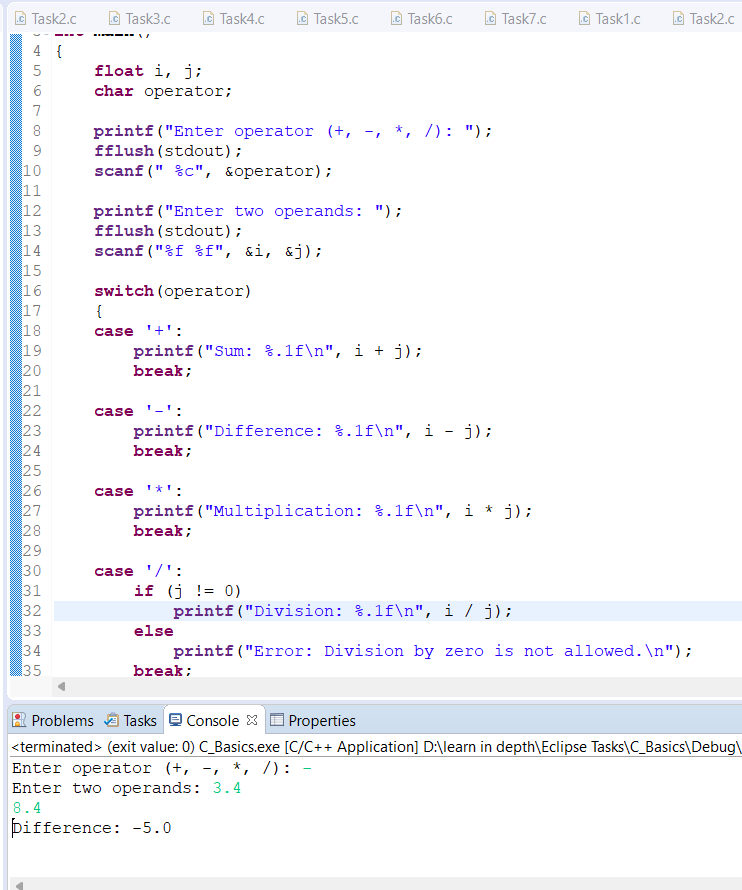 Task2.c Task3.c Task4.c Task5.c Task6.c Task7.c Task1.c Task2.c
3 int main()
4 {
5 float i, j;
6 char operator;
7
8 printf("Enter operator (+, -, *, /): ");
9 fflush(stdout);
10 scanf(" %c", &operator);
11
12 printf("Enter two operands: ");
13 fflush(stdout);
14 scanf("%f %f", &i, &j);
15
16 switch(operator)
17 {
18 case '+':
19 printf("Sum: %.1f\n", i + j);
20 break;
21
22 case '-':
23 printf("Difference: %.1f\n", i - j);
24 break;
25
26 case '*':
27 printf("Multiplication: %.1f\n", i * j);
28 break;
29
30 case '/':
31 if (j != 0)
32 printf("Division: %.1f\n", i / j);
33 else
34 printf("Error: Division by zero is not allowed.\n");
35 break;
Problems Tasks Console Properties
<terminated> (exit value: 0) C_Basics.exe [C/C++ Application] D:\learn in depth\Eclipse Tasks\C_Basics\Debug\
Enter operator (+, -, *, /): -
Enter two operands: 3.4
8.4
Difference: -5.0